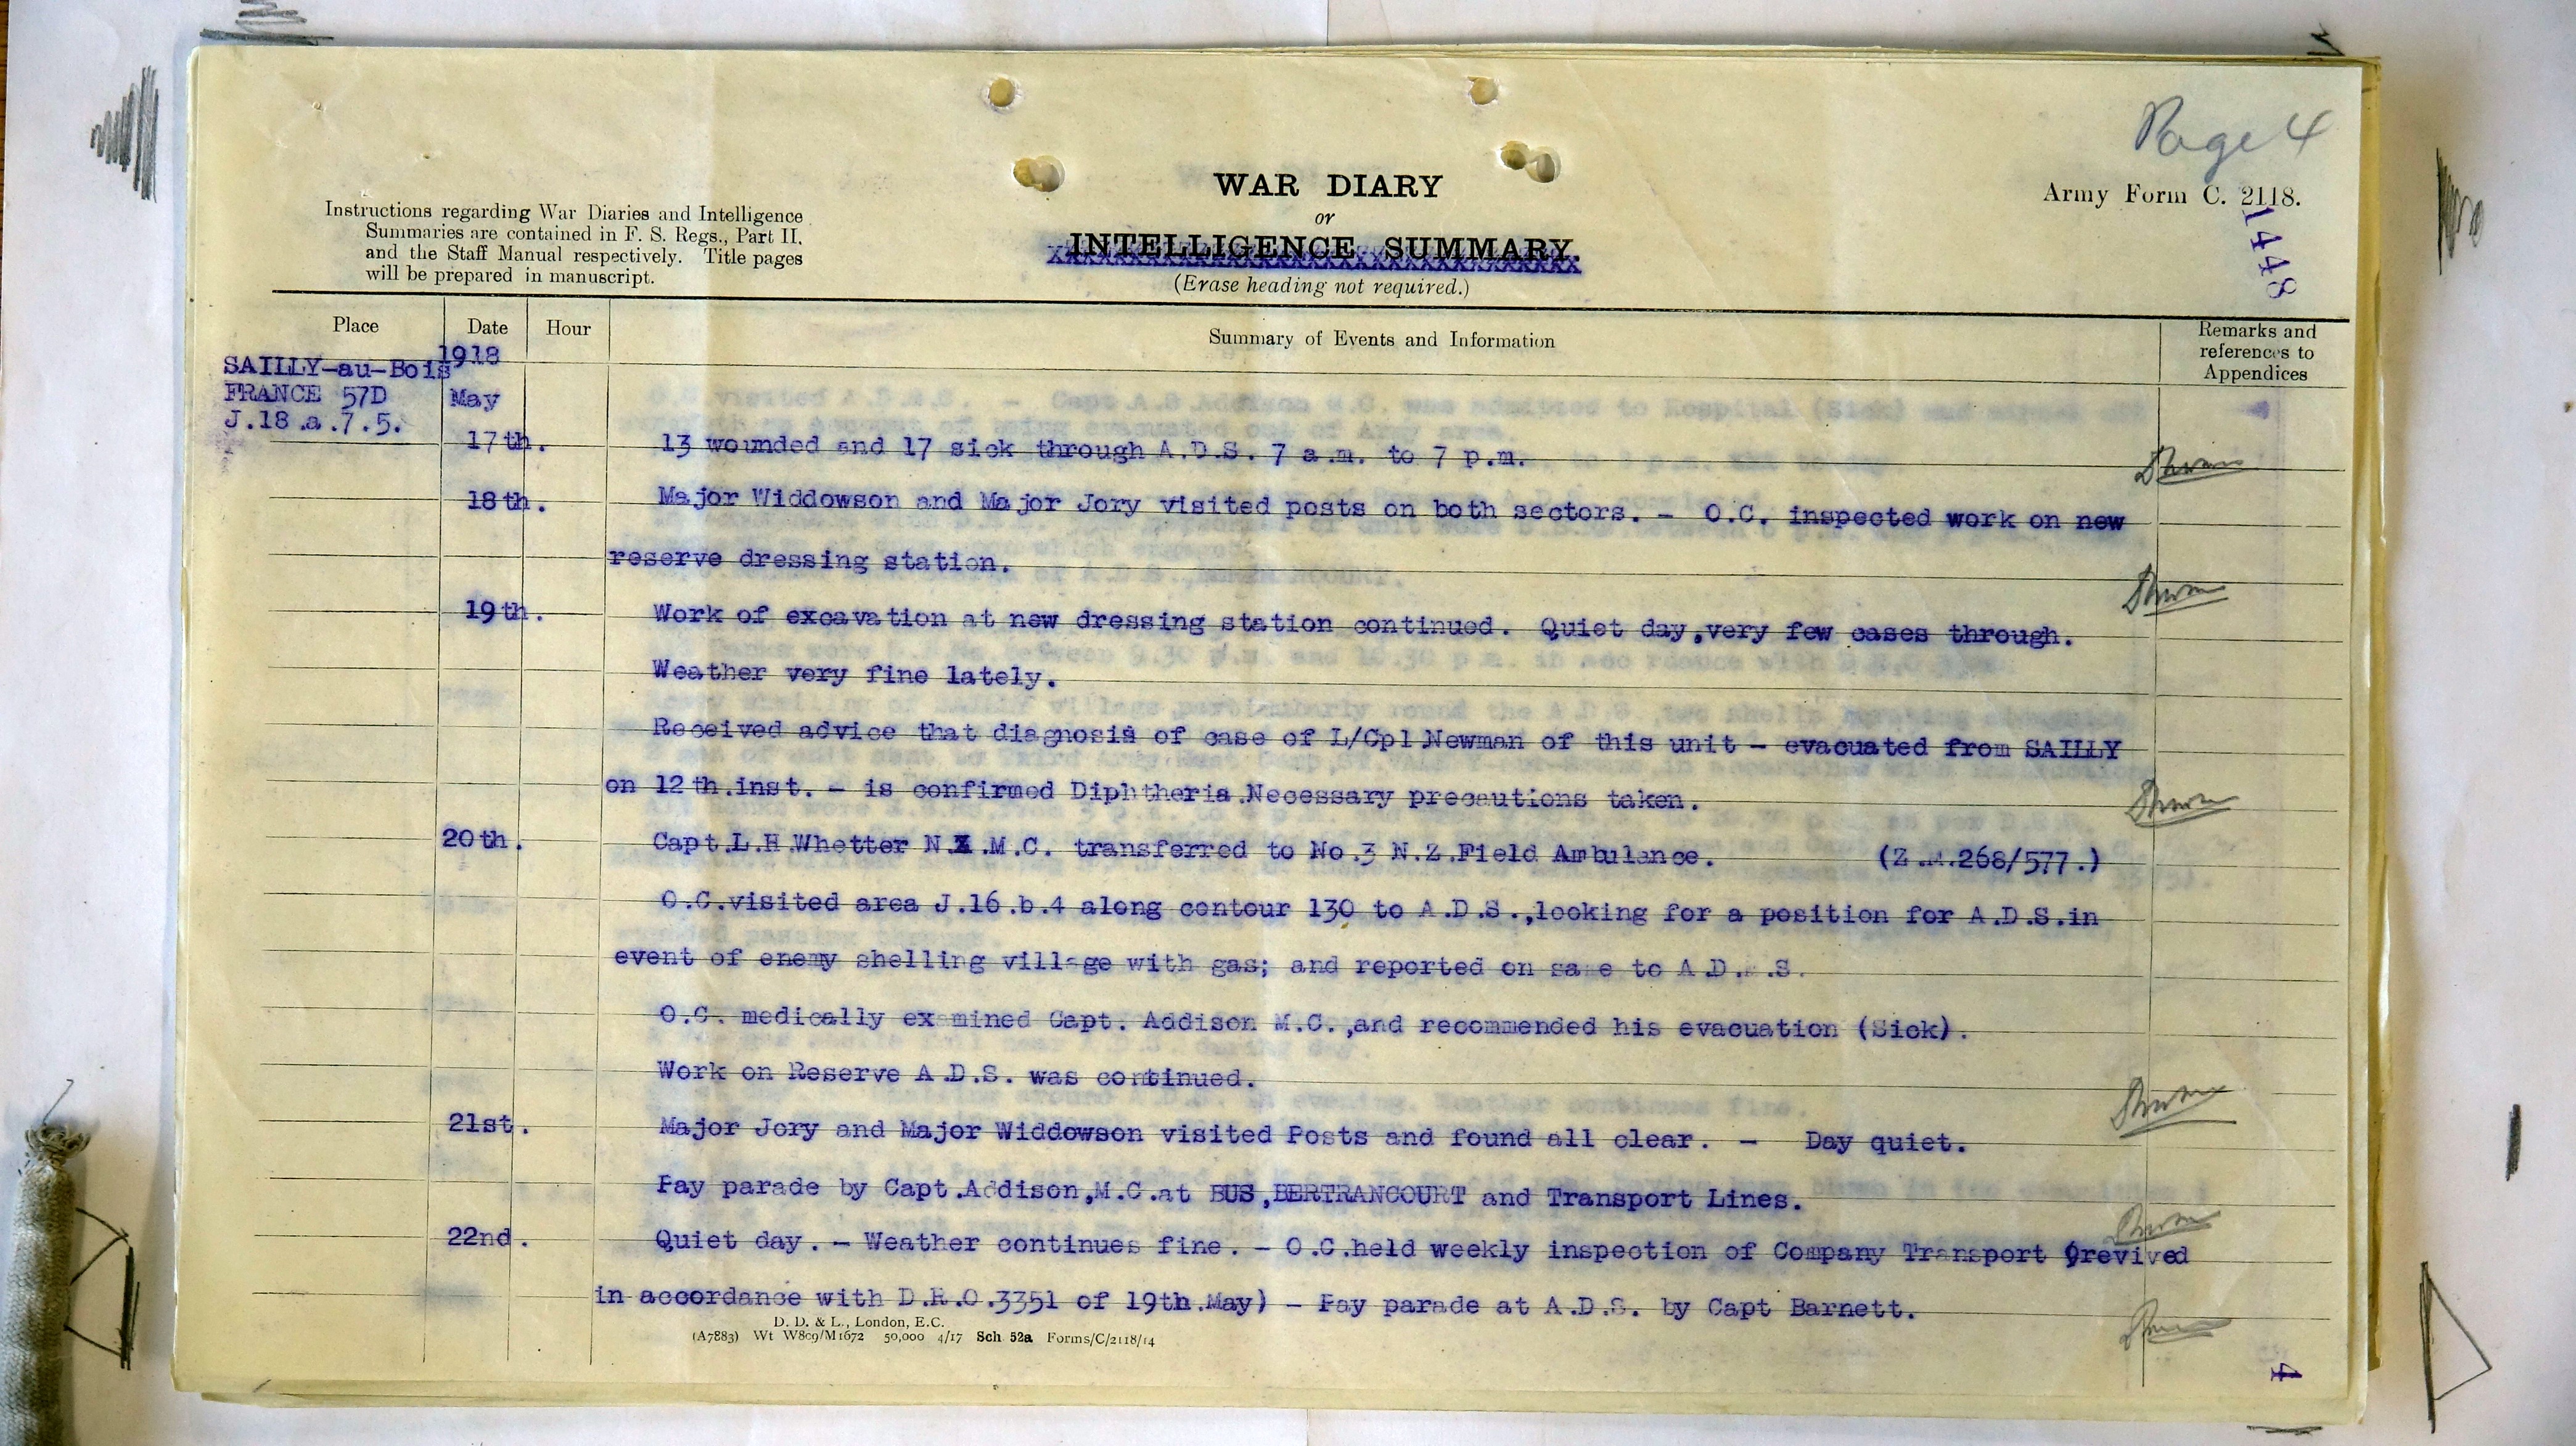 Page 4
Army Form C. 2118.
1448
WAR DIARY
or
INTELLIGENCE SUMMARY.
(Erase heading not required.)
Instructions regarding War Diaries and Intelligence
Summaries are contained in F. S. Regs., Part II,
and the Staff Manual respectively. Title pages
will be prepared in manuscript.
Place Date Hour Summary of Events and Information Remarks and
references to
Appendices
SAILLY-au-Bois 1918
FRANCE 57D May
J.18.a.7.5.
17th. 13 wounded and 17 sick through A.D.S. 7 a.m. to 7 p.m.
18th. Major Widdowson and Major Jory visited posts on both sectors. - O.C. inspected work on new
reserve dressing station.
19th. Work of excavation at new dressing station continued. Quiet day,very few cases through.
Weather very fine lately.
Received advice that diagnosis of case of L/Cpl Newman of this unit - evacuated from SAILLY
on 12th.inst. - is confirmed Diphtheria.Necessary precautions taken.
20th. Capt.L.H.Whetter N.Z.M.C. transferred to No.3 N.Z.Field Ambulance. 268/577.)
O.C.visited area J.16.b.4 along contour 130 to A.D.S.,looking for a position for A.D.S.in
event of enemy shelling village with gas; and reported on same to A.D. .S.
O.C. medically examined Capt. Addison M.C.,and recommended his evacuation (Sick).
Work on Reserve A.D.S. was continued.
21st. Major Jory and Major Widdowson visited Posts and found all clear. - Day quiet.
Pay parade by Capt.Addison,M.C.at BUS,BERTRANCOURT and Transport Lines.
22nd. Quiet day. - Weather continues fine. - O.C.held weekly inspection of Company Transport (revived
in accordance with D.R.O.3351 of 19th.May) - Pay parade at A.D.S. by Capt Barnett.
D. D. & L., London, E.C.
(A7883) Wt W809/M1672 50,000 4/17 Sch 52a Forms/C/2118/14
4